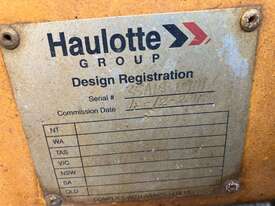 Haulotte
GROUP
Design Registration
Serial #
Commission Date
NT
WA
TAS
VIC
NSW
SA
QLD